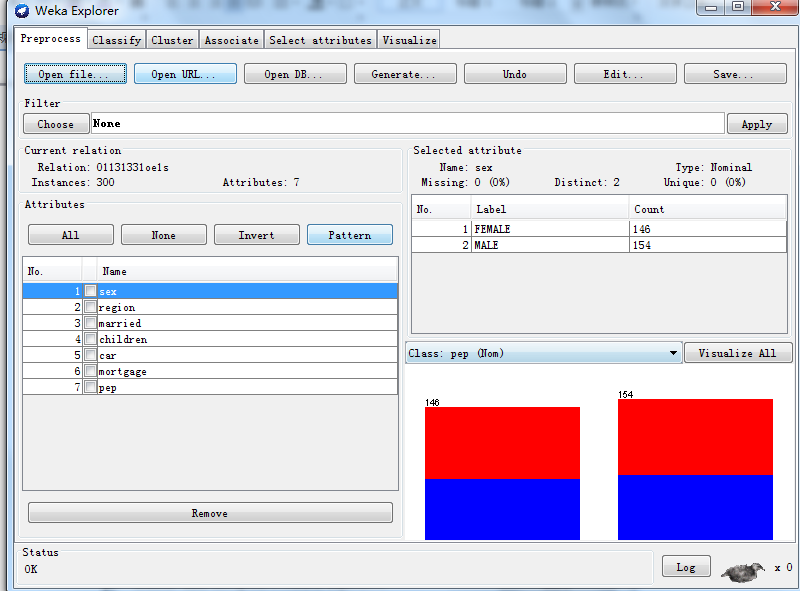 Weka Explorer
Preprocess Classify Cluster Associate Select attributes Visualize
Open file... Open URL... Open DB... Generate... Undo Edit... Save...
Filter
Choose None Apply
Current relation
Relation: 01131331oels
Instances: 300 Attributes: 7
Attributes
All None Invert Pattern
No. Name
1 sex
2 region
3 married
4 children
5 car
6 mortgage
7 pep
Remove
Selected attribute
Name: sex Type: Nominal
Missing: 0 (0%) Distinct: 2 Unique: 0 (0%)
No. Label Count
1 FEMALE 146
2 MALE 154
Class: pep (Nom) Visualize All
146 154
Status
OK
Log x 0